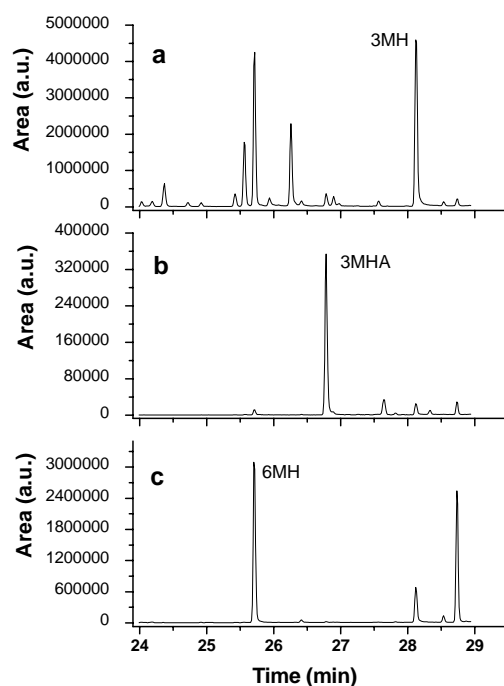 5000000
a
3MH
4000000
3000000
2000000
1000000
0
Area (a.u.)
400000
b
3MHA
320000
240000
160000
80000
0
Area (a.u.)
c
6MH
3000000
2400000
1800000
1200000
600000
0
Area (a.u.)
24 25 26 27 28 29
Time (min)